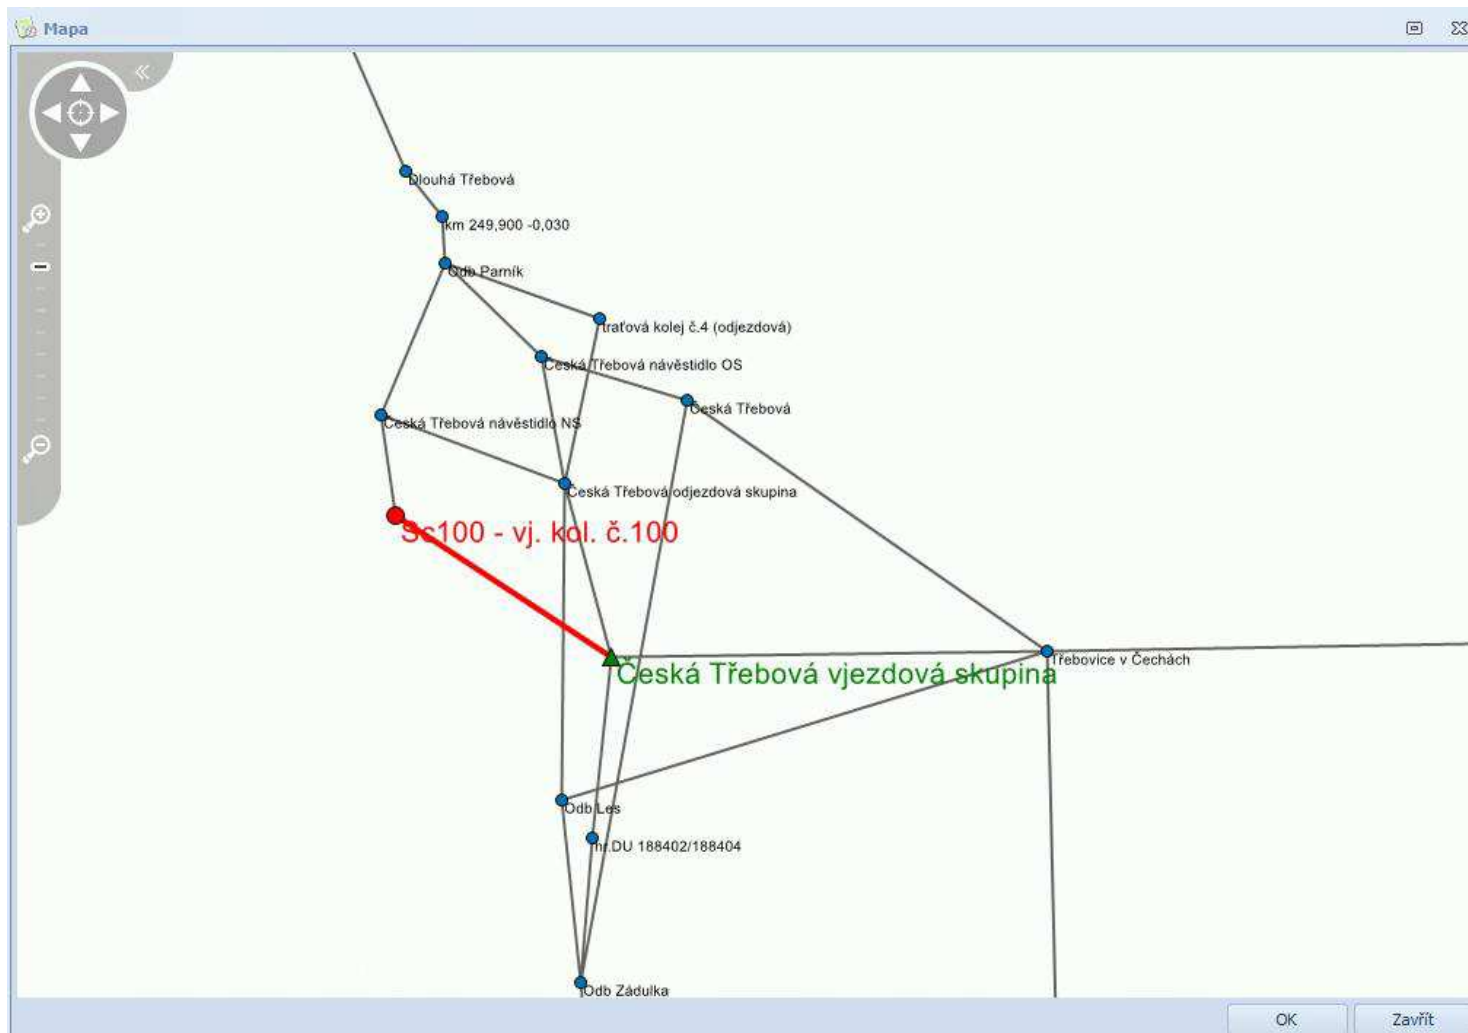 Mapa
Dlouhá Třebová
km 249,900 -0,030
Odb Parník
traťová kolej č.4 (odjezdová)
Česká Třebová návěstidlo OS
Česká Třebová
Česká Třebová návěstidlo NS
Česká Třebová odjezdová skupina
Sc100 - vj. kol. č.100
Třebovice v Čechách
Česká Třebová vjezdová skupina
Odb Les
hr.DU 188402/188404
Odb Zádulka
OK
Zavřít